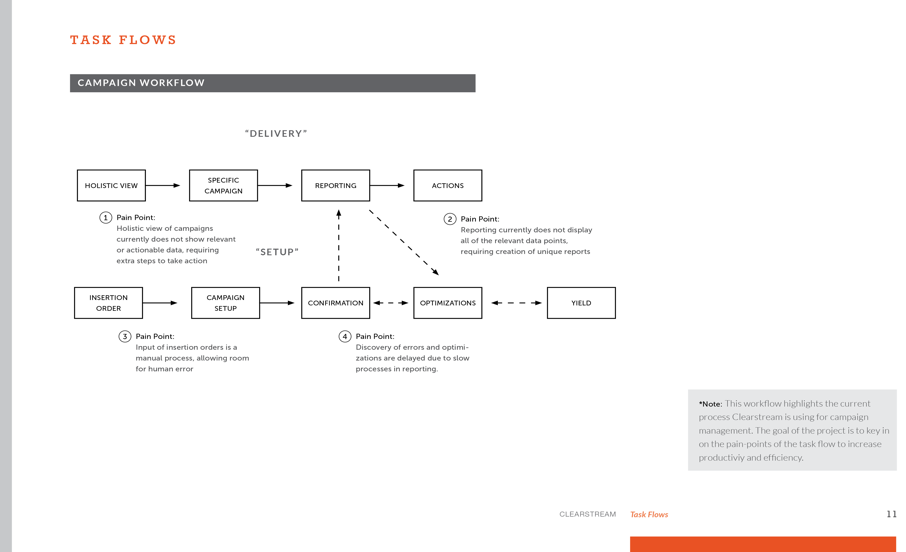 TASK FLOWS
CAMPAIGN WORKFLOW
“DELIVERY”
HOLISTIC VIEW
SPECIFIC
CAMPAIGN
REPORTING
ACTIONS
1 Pain Point:
Holistic view of campaigns
currently does not show relevant
or actionable data, requiring
extra steps to take action
2 Pain Point:
Reporting currently does not display
all of the relevant data points,
requiring creation of unique reports
“SETUP”
INSERTION
ORDER
CAMPAIGN
SETUP
CONFIRMATION
OPTIMIZATIONS
YIELD
3 Pain Point:
Input of insertion orders is a
manual process, allowing room
for human error
4 Pain Point:
Discovery of errors and optimi-
zations are delayed due to slow
processes in reporting.
*Note: This workflow highlights the current
process Clearstream is using for campaign
management. The goal of the project is to key in
on the pain-points of the task flow to increase
productiviy and efficiency.
CLEARSTREAM Task Flows 11